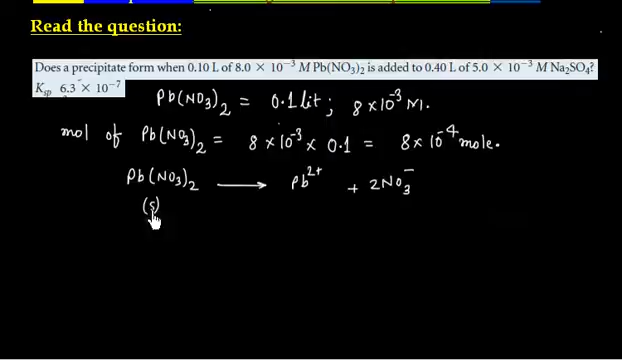 Read the question:
Does a precipitate form when 0.10 L of 8.0 × 10⁻³ M Pb(NO₃)₂ is added to 0.40 L of 5.0 × 10⁻³ M Na₂SO₄?
Ksp 6.3 × 10⁻⁷
Pb(NO₃)₂ = 0.1 lit ; 8 × 10⁻³ M.
mol of Pb(NO₃)₂ = 8 × 10⁻³ × 0.1 = 8 × 10⁻⁴ mole.
Pb(NO₃)₂ ⟶ Pb²⁺ + 2NO₃⁻
(s)